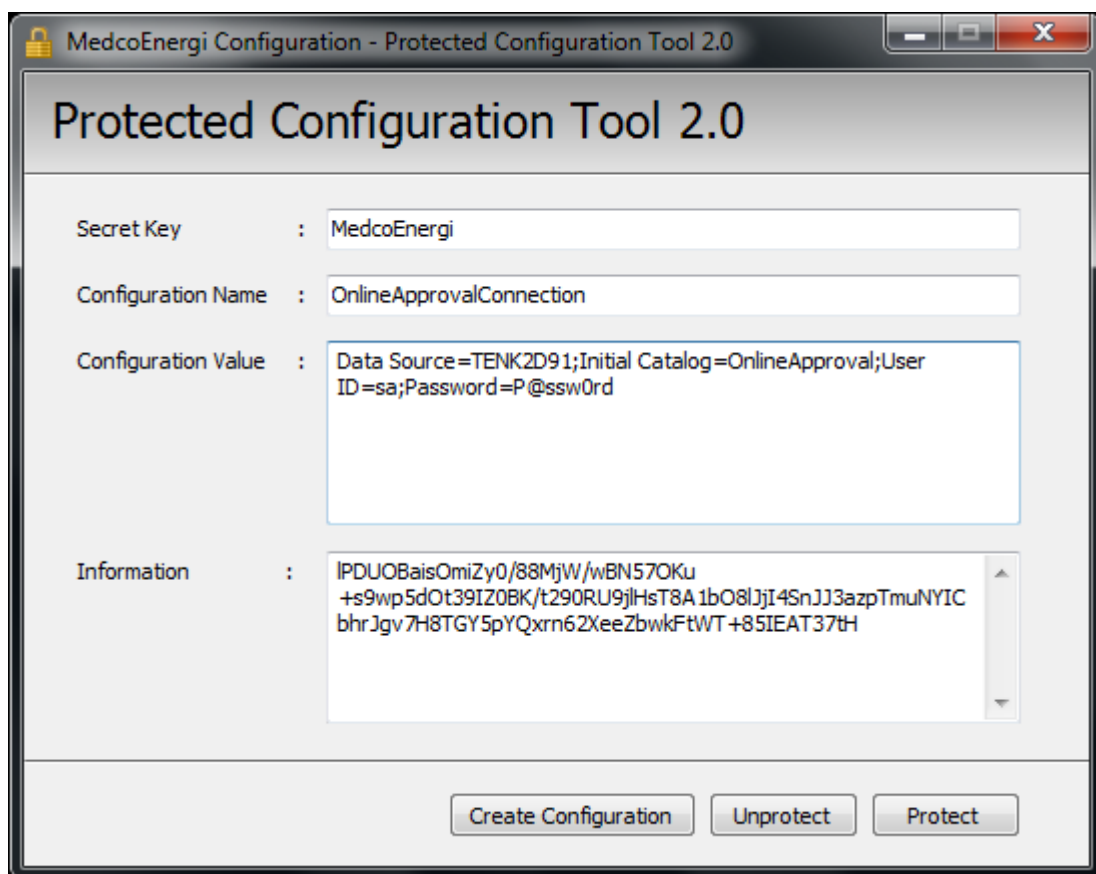 MedcoEnergi Configuration - Protected Configuration Tool 2.0
Protected Configuration Tool 2.0
Secret Key : MedcoEnergi
Configuration Name : OnlineApprovalConnection
Configuration Value : Data Source=TENK2D91;Initial Catalog=OnlineApproval;User
ID=sa;Password=P@ssw0rd
Information : lPDUOBaisOmiZy0/88MjW/wBN57OKu
+s9wp5dOt39IZ0BK/t290RU9jlHsT8A1bO8lJjI4SnJJ3azpTmuNYIC
bhrJgv7H8TGY5pYQxrn62XeeZbwkFtWT+85IEAT37tH
Create Configuration Unprotect Protect